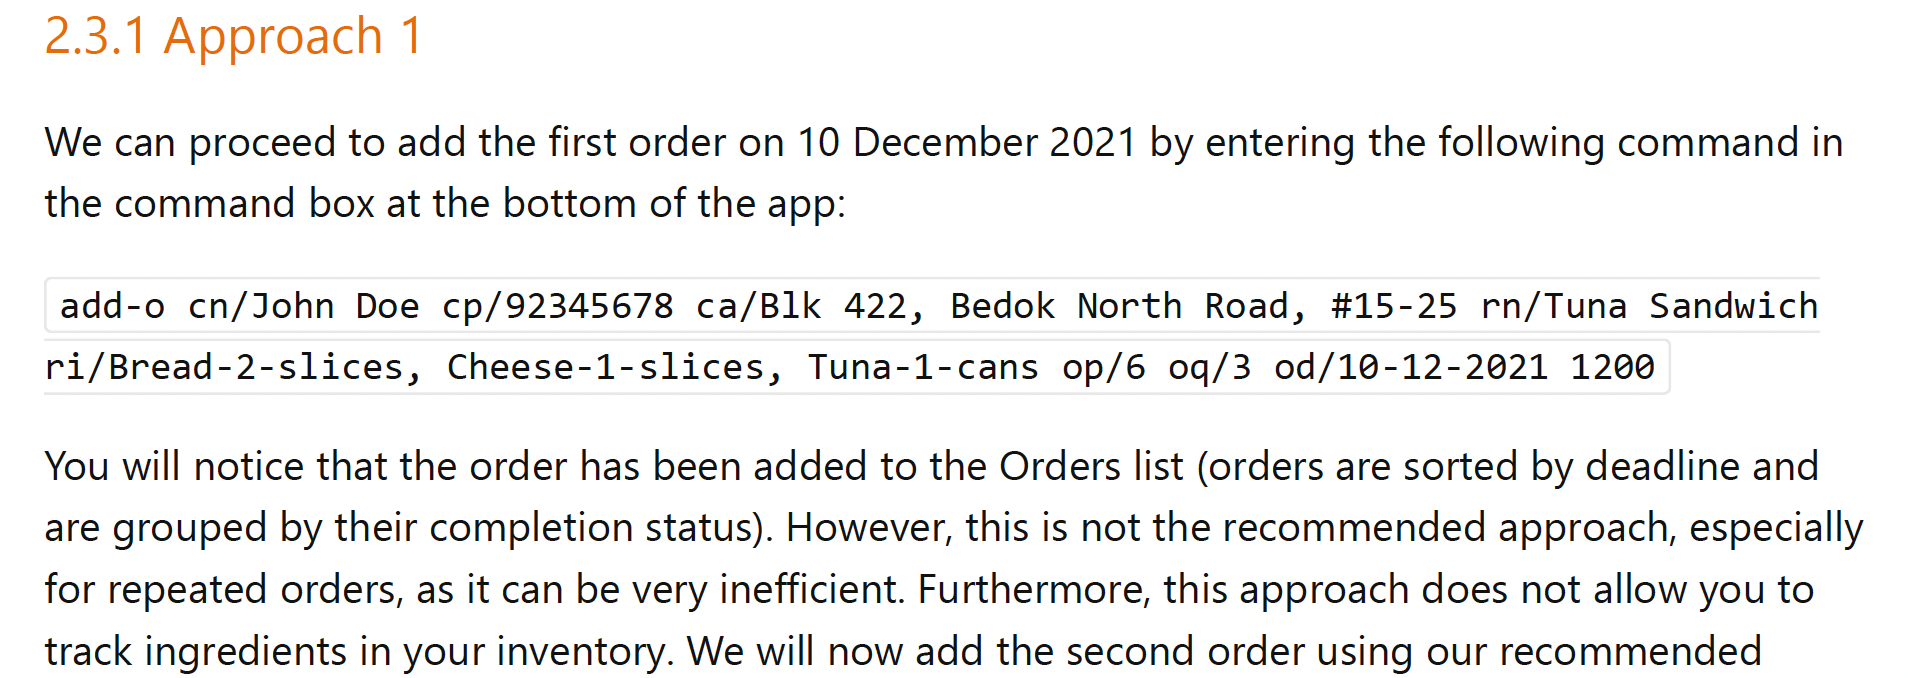 2.3.1 Approach 1
We can proceed to add the first order on 10 December 2021 by entering the following command in
the command box at the bottom of the app:
add-o cn/John Doe cp/92345678 ca/Blk 422, Bedok North Road, #15-25 rn/Tuna Sandwich
ri/Bread-2-slices, Cheese-1-slices, Tuna-1-cans op/6 oq/3 od/10-12-2021 1200
You will notice that the order has been added to the Orders list (orders are sorted by deadline and
are grouped by their completion status). However, this is not the recommended approach, especially
for repeated orders, as it can be very inefficient. Furthermore, this approach does not allow you to
track ingredients in your inventory. We will now add the second order using our recommended